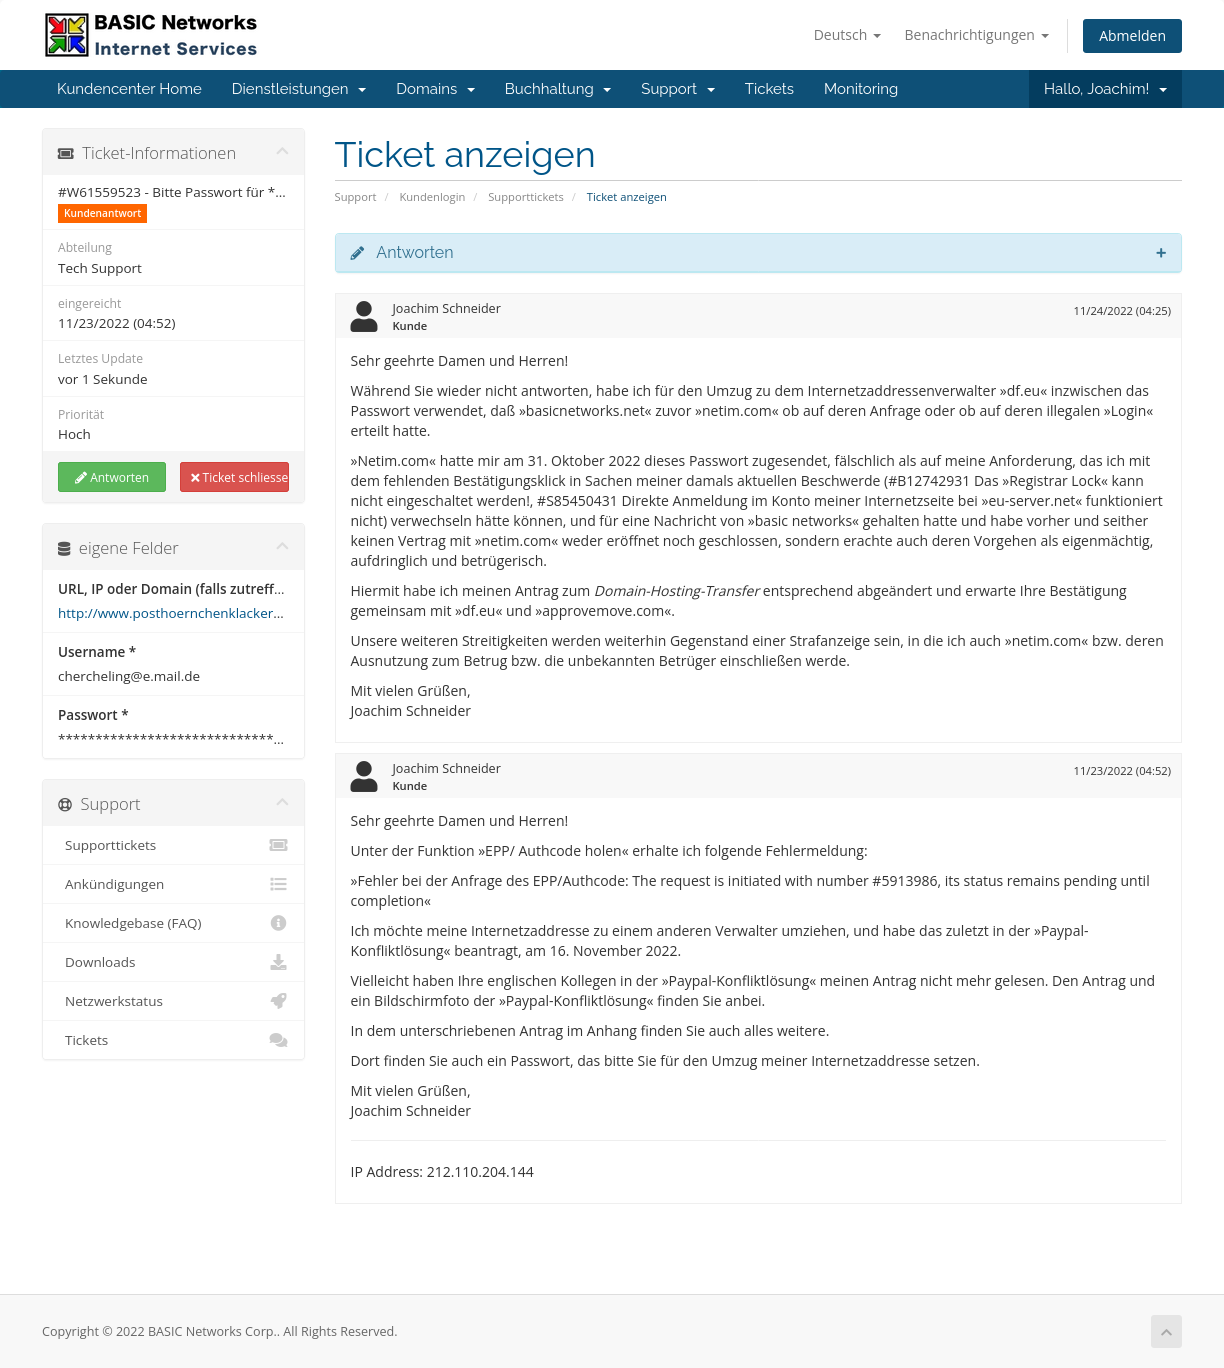 BASIC Networks
Internet Services
Deutsch
Benachrichtigungen
Abmelden
Kundencenter Home
Dienstleistungen
Domains
Buchhaltung
Support
Tickets
Monitoring
Hallo, Joachim!
Ticket-Informationen
#W61559523 - Bitte Passwort für *...
Kundenantwort
Abteilung
Tech Support
eingereicht
11/23/2022 (04:52)
Letztes Update
vor 1 Sekunde
Priorität
Hoch
Antworten
Ticket schliesse
eigene Felder
URL, IP oder Domain (falls zutreff...
http://www.posthoernchenklacker...
Username *
chercheling@e.mail.de
Passwort *
*****************************...
Support
Supporttickets
Ankündigungen
Knowledgebase (FAQ)
Downloads
Netzwerkstatus
Tickets
Ticket anzeigen
Support / Kundenlogin / Supporttickets / Ticket anzeigen
Antworten
Joachim Schneider
Kunde
11/24/2022 (04:25)
Sehr geehrte Damen und Herren!
Während Sie wieder nicht antworten, habe ich für den Umzug zu dem Internetzaddressenverwalter »df.eu« inzwischen das
Passwort verwendet, daß »basicnetworks.net« zuvor »netim.com« ob auf deren Anfrage oder ob auf deren illegalen »Login«
erteilt hatte.
»Netim.com« hatte mir am 31. Oktober 2022 dieses Passwort zugesendet, fälschlich als auf meine Anforderung, das ich mit
dem fehlenden Bestätigungsklick in Sachen meiner damals aktuellen Beschwerde (#B12742931 Das »Registrar Lock« kann
nicht eingeschaltet werden!, #S85450431 Direkte Anmeldung im Konto meiner Internetzseite bei »eu-server.net« funktioniert
nicht) verwechseln hätte können, und für eine Nachricht von »basic networks« gehalten hatte und habe vorher und seither
keinen Vertrag mit »netim.com« weder eröffnet noch geschlossen, sondern erachte auch deren Vorgehen als eigenmächtig,
aufdringlich und betrügerisch.
Hiermit habe ich meinen Antrag zum Domain-Hosting-Transfer entsprechend abgeändert und erwarte Ihre Bestätigung
gemeinsam mit »df.eu« und »approvemove.com«.
Unsere weiteren Streitigkeiten werden weiterhin Gegenstand einer Strafanzeige sein, in die ich auch »netim.com« bzw. deren
Ausnutzung zum Betrug bzw. die unbekannten Betrüger einschließen werde.
Mit vielen Grüßen,
Joachim Schneider
Joachim Schneider
Kunde
11/23/2022 (04:52)
Sehr geehrte Damen und Herren!
Unter der Funktion »EPP/ Authcode holen« erhalte ich folgende Fehlermeldung:
»Fehler bei der Anfrage des EPP/Authcode: The request is initiated with number #5913986, its status remains pending until
completion«
Ich möchte meine Internetzaddresse zu einem anderen Verwalter umziehen, und habe das zuletzt in der »Paypal-
Konfliktlösung« beantragt, am 16. November 2022.
Vielleicht haben Ihre englischen Kollegen in der »Paypal-Konfliktlösung« meinen Antrag nicht mehr gelesen. Den Antrag und
ein Bildschirmfoto der »Paypal-Konfliktlösung« finden Sie anbei.
In dem unterschriebenen Antrag im Anhang finden Sie auch alles weitere.
Dort finden Sie auch ein Passwort, das bitte Sie für den Umzug meiner Internetzaddresse setzen.
Mit vielen Grüßen,
Joachim Schneider
IP Address: 212.110.204.144
Copyright © 2022 BASIC Networks Corp.. All Rights Reserved.